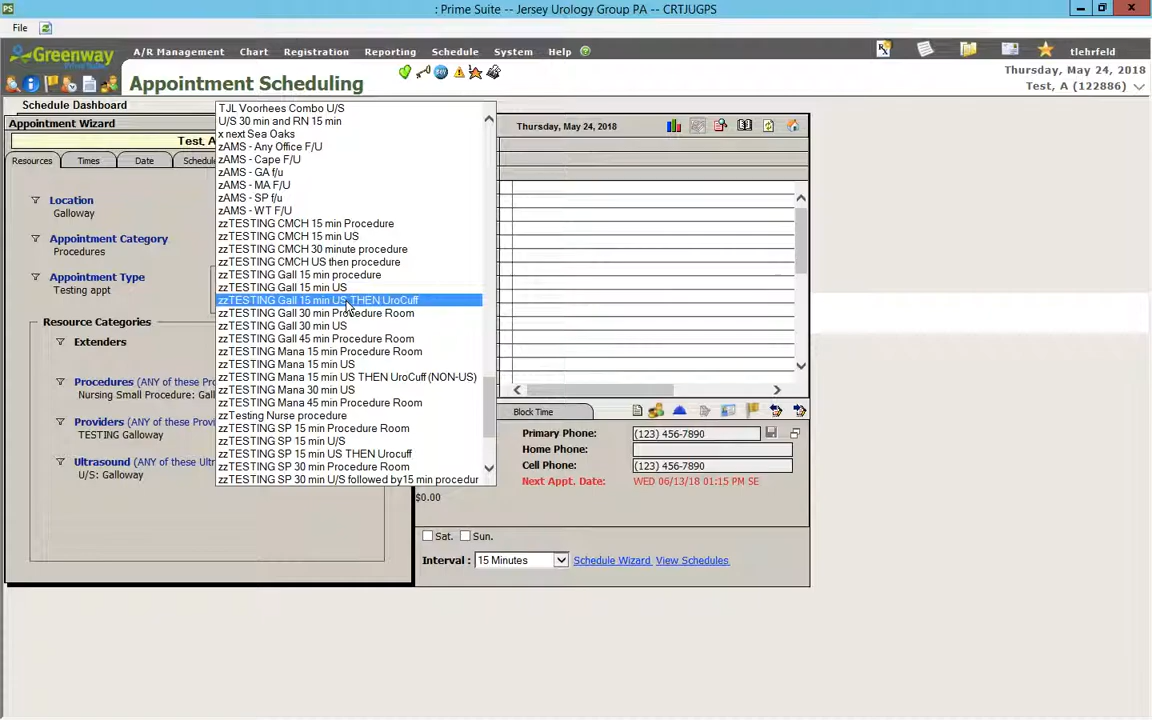 : Prime Suite -- Jersey Urology Group PA -- CRTJUGPS
File
Greenway
A/R Management Chart Registration Reporting Schedule System Help
tlehrfeld
Appointment Scheduling
Thursday, May 24, 2018
Test, A (122886)
Schedule Dashboard
Appointment Wizard
Test, A
Resources Times Date
Location
Galloway
Appointment Category
Procedures
Appointment Type
Testing appt
Resource Categories
Extenders
Procedures (ANY of these Pro
Nursing Small Procedure: Gall
Providers (ANY of these
TESTING Galloway
Ultrasound (ANY of these Ultr
U/S: Galloway
TJL Voorhees Combo U/S
U/S 30 min and RN 15 min
x next Sea Oaks
zAMS - Any Office F/U
zAMS - Cape F/U
zAMS - GA f/u
zAMS - MA F/U
zAMS - SP f/u
zAMS - WT F/U
zzTESTING CMCH 15 min Procedure
zzTESTING CMCH 15 min US
zzTESTING CMCH 30 minute procedure
zzTESTING CMCH US then procedure
zzTESTING Gall 15 min procedure
zzTESTING Gall 15 min US
zzTESTING Gall 15 min US THEN UroCuff
zzTESTING Gall 30 min Procedure Room
zzTESTING Gall 30 min US
zzTESTING Gall 45 min Procedure Room
zzTESTING Mana 15 min Procedure Room
zzTESTING Mana 15 min US
zzTESTING Mana 15 min US THEN UroCuff (NON-US)
zzTESTING Mana 30 min US
zzTESTING Mana 45 min Procedure Room
zzTesting Nurse procedure
zzTESTING SP 15 min Procedure Room
zzTESTING SP 15 min U/S
zzTESTING SP 15 min US THEN Urocuff
zzTESTING SP 30 min Procedure Room
zzTESTING SP 30 min U/S followed by15 min procedur
Thursday, May 24, 2018
Block Time
Primary Phone: (123) 456-7890
Home Phone:
Cell Phone: (123) 456-7890
Next Appt. Date: WED 06/13/18 01:15 PM SE
$0.00
Sat. Sun.
Interval : 15 Minutes Schedule Wizard View Schedules